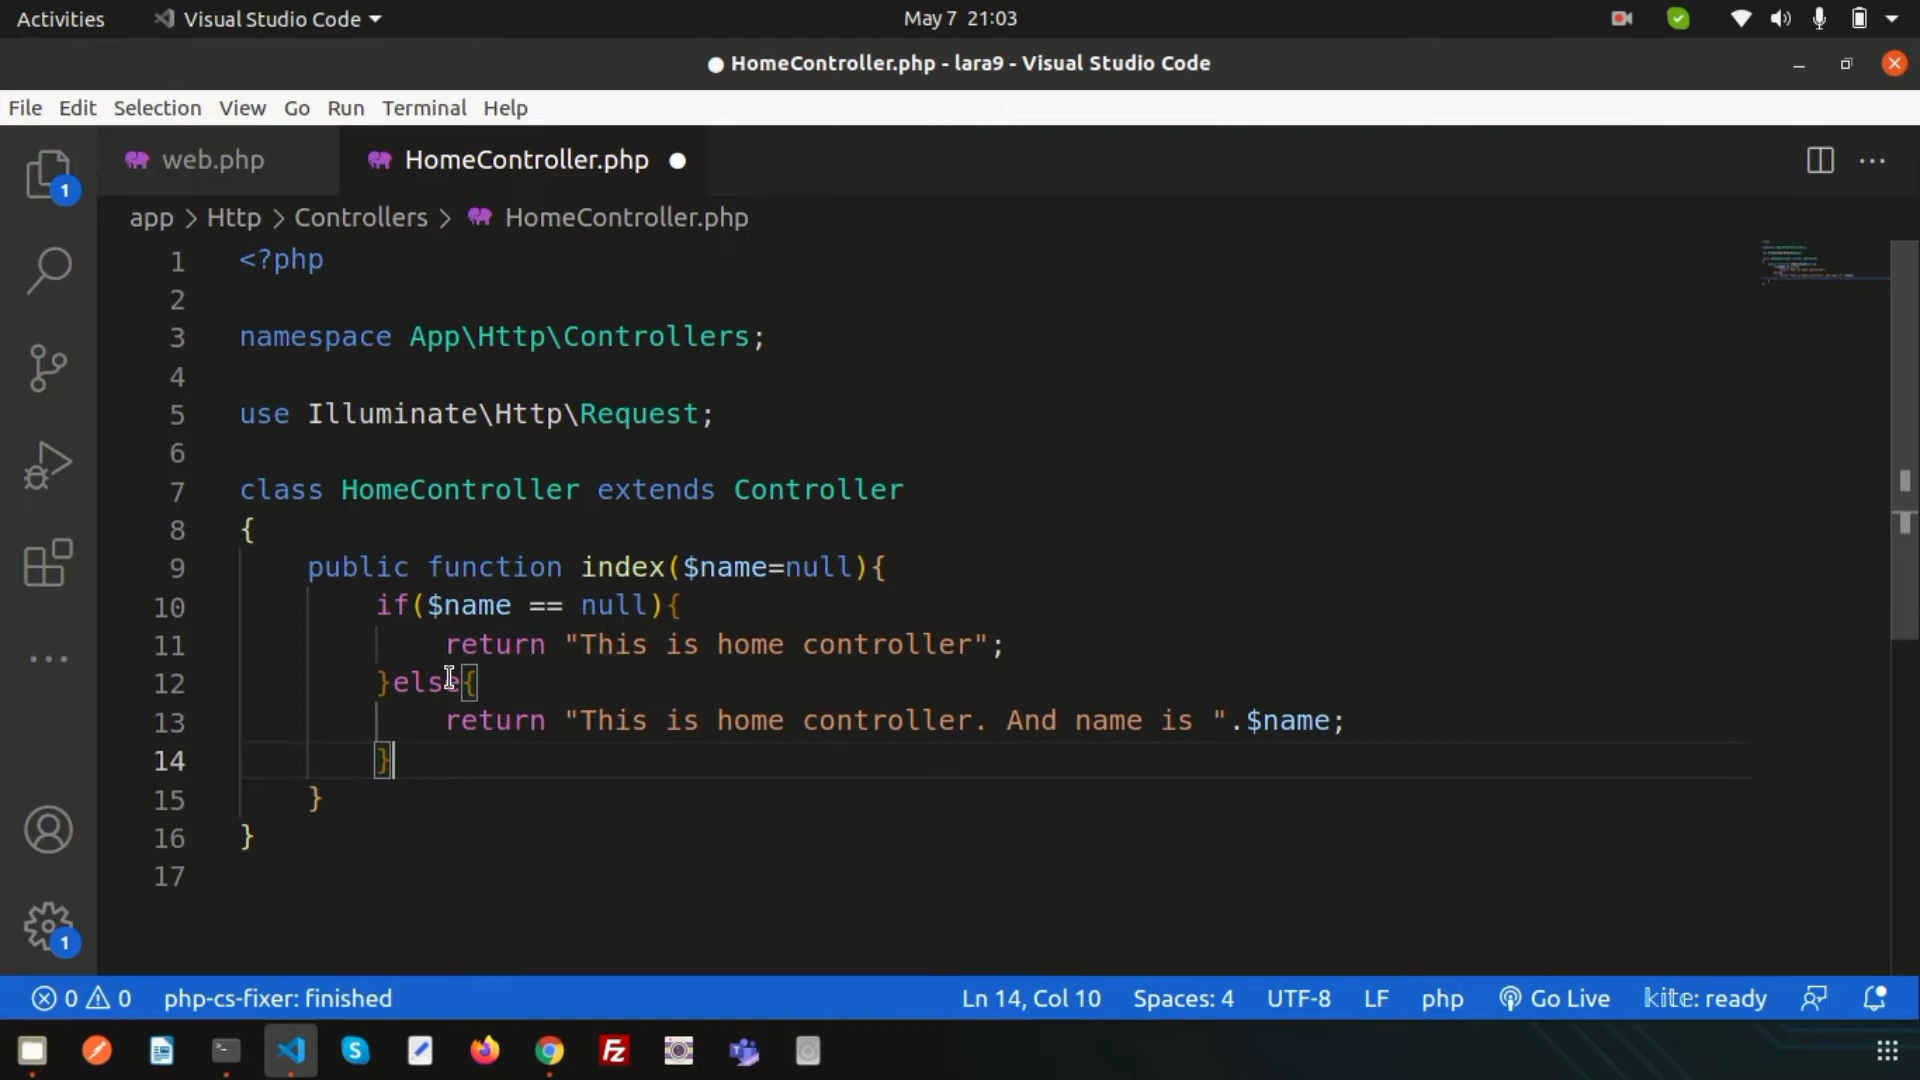 Activities Visual Studio Code May 7 21:03
HomeController.php - lara9 - Visual Studio Code
File Edit Selection View Go Run Terminal Help
web.php HomeController.php
app > Http > Controllers > HomeController.php
1 <?php
2
3 namespace App\Http\Controllers;
4
5 use Illuminate\Http\Request;
6
7 class HomeController extends Controller
8 {
9 public function index($name=null){
10 if($name == null){
11 return "This is home controller";
12 }else{
13 return "This is home controller. And name is ".$name;
14 }
15 }
16 }
17
1
1
0 0 php-cs-fixer: finished Ln 14, Col 10 Spaces: 4 UTF-8 LF php Go Live kite: ready